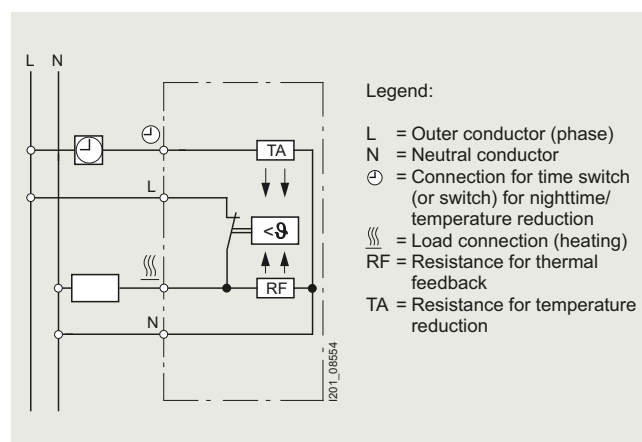 L N
TA
L
<ϑ
RF
N
I201_08554
Legend:
L = Outer conductor (phase)
N = Neutral conductor
= Connection for time switch
(or switch) for nighttime/
temperature reduction
= Load connection (heating)
RF = Resistance for thermal
feedback
TA = Resistance for temperature
reduction